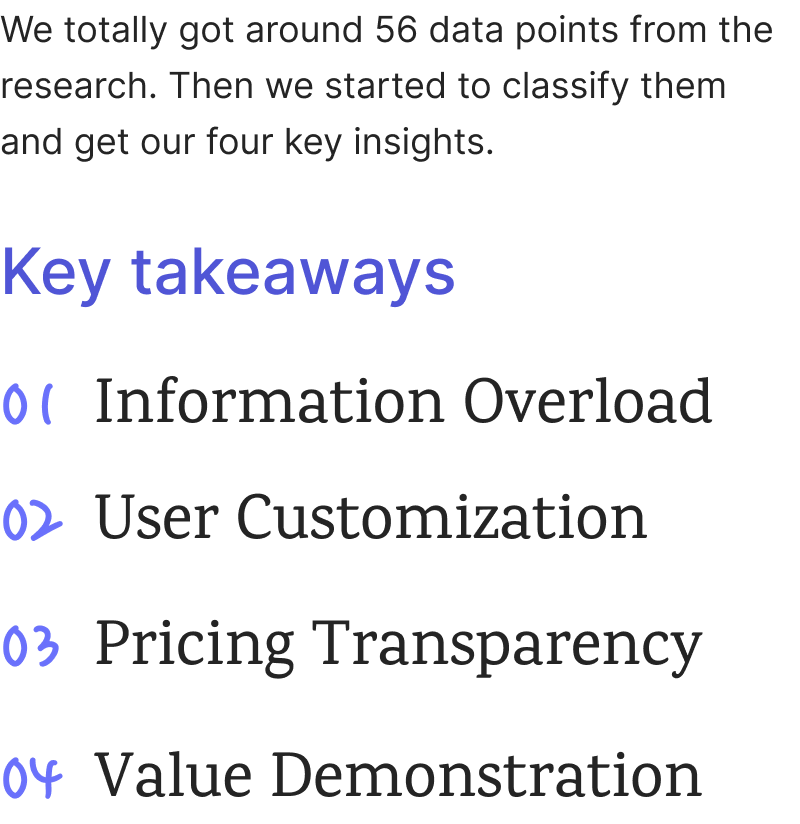 We totally got around 56 data points from the
research. Then we started to classify them
and get our four key insights.
Key takeaways
01 Information Overload
02 User Customization
03 Pricing Transparency
04 Value Demonstration